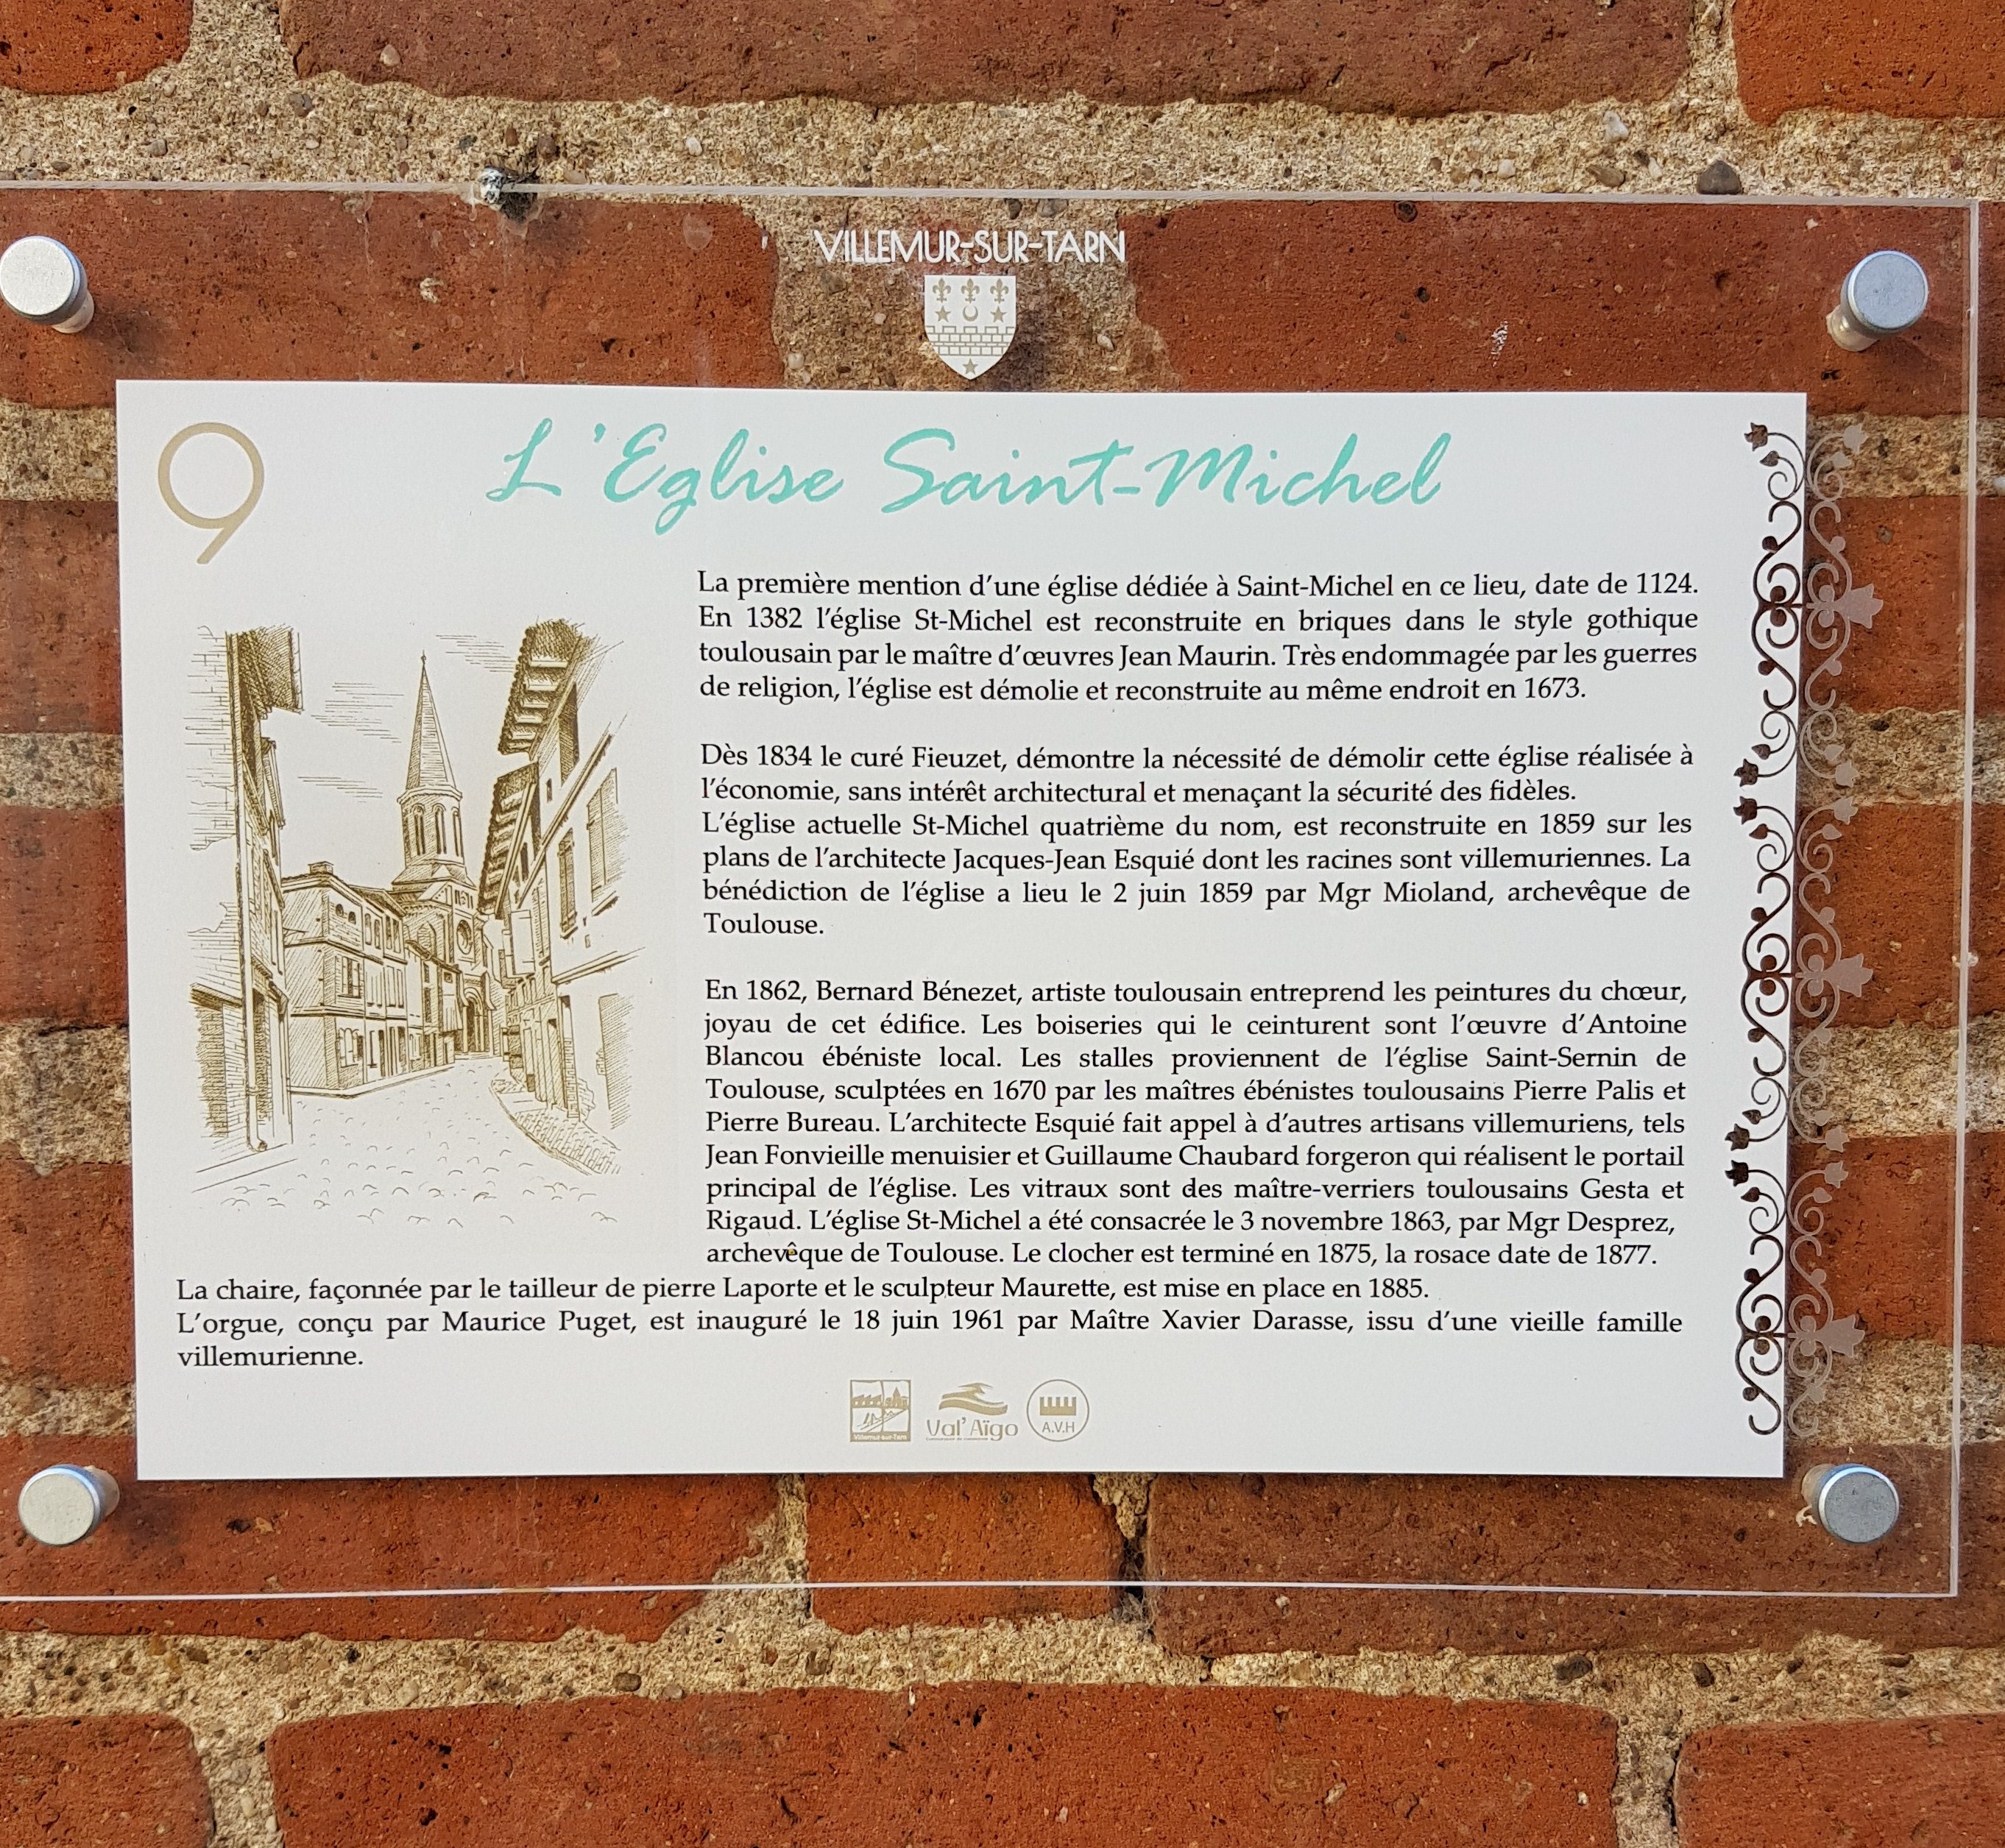 VILLEMUR-SUR-TARN
9
L'Eglise Saint-Michel
La première mention d'une église dédiée à Saint-Michel en ce lieu, date de 1124.
En 1382 l'église St-Michel est reconstruite en briques dans le style gothique
toulousain par le maître d'œuvres Jean Maurin. Très endommagée par les guerres
de religion, l'église est démolie et reconstruite au même endroit en 1673.
Dès 1834 le curé Fieuzet, démontre la nécessité de démolir cette église réalisée à
l'économie, sans intérêt architectural et menaçant la sécurité des fidèles.
L'église actuelle St-Michel quatrième du nom, est reconstruite en 1859 sur les
plans de l'architecte Jacques-Jean Esquié dont les racines sont villemuriennes. La
bénédiction de l'église a lieu le 2 juin 1859 par Mgr Mioland, archevêque de
Toulouse.
En 1862, Bernard Bénezet, artiste toulousain entreprend les peintures du chœur,
joyau de cet édifice. Les boiseries qui le ceinturent sont l'œuvre d'Antoine
Blancou ébéniste local. Les stalles proviennent de l'église Saint-Sernin de
Toulouse, sculptées en 1670 par les maîtres ébénistes toulousains Pierre Palis et
Pierre Bureau. L'architecte Esquié fait appel à d'autres artisans villemuriens, tels
Jean Fonvieille menuisier et Guillaume Chaubard forgeron qui réalisent le portail
principal de l'église. Les vitraux sont des maître-verriers toulousains Gesta et
Rigaud. L'église St-Michel a été consacrée le 3 novembre 1863, par Mgr Desprez,
archevêque de Toulouse. Le clocher est terminé en 1875, la rosace date de 1877.
La chaire, façonnée par le tailleur de pierre Laporte et le sculpteur Maurette, est mise en place en 1885.
L'orgue, conçu par Maurice Puget, est inauguré le 18 juin 1961 par Maître Xavier Darasse, issu d'une vieille famille
villemurienne.
Villemur-sur-Tarn
Val'Aïgo
A.V.H